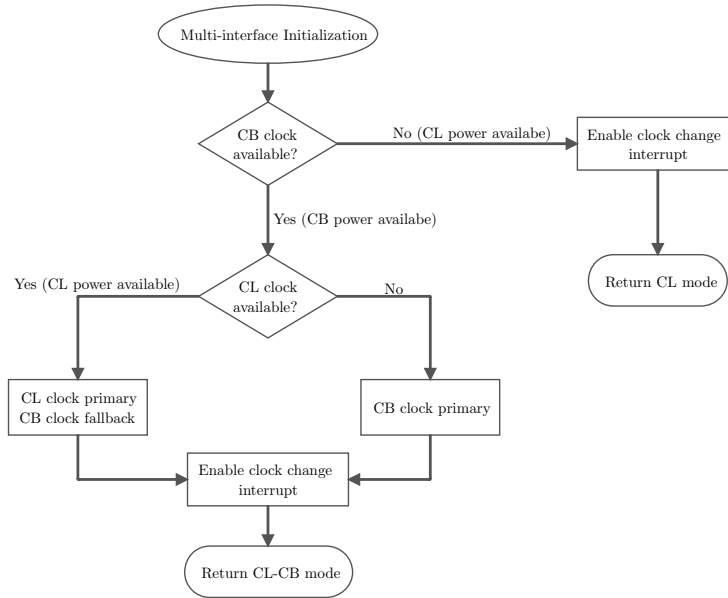 Multi-interface Initialization
CB clock
available?
No (CL power availabe)
Enable clock change
interrupt
Yes (CB power availabe)
Return CL mode
Yes (CL power available)
CL clock
available?
No
CL clock primary
CB clock fallback
CB clock primary
Enable clock change
interrupt
Return CL-CB mode